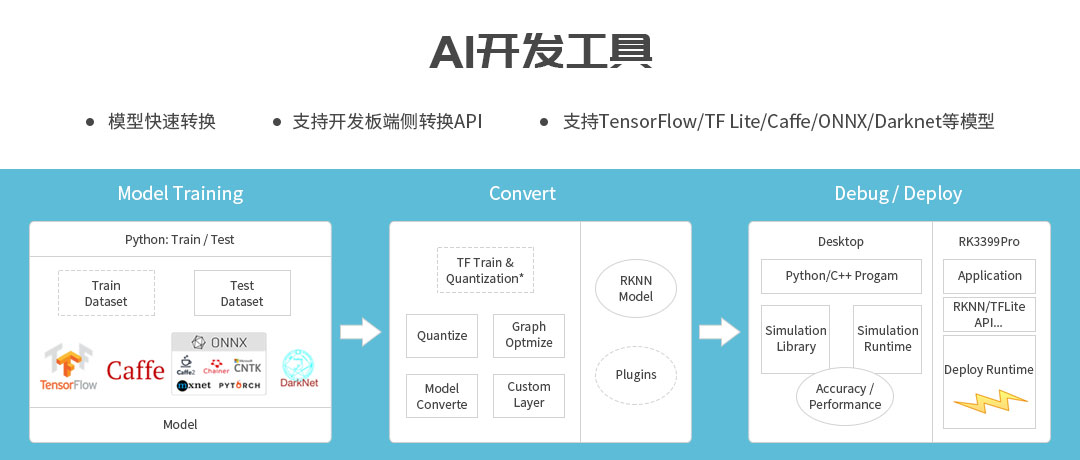 AI开发工具
模型快速转换
支持开发板端侧转换API
支持TensorFlow/TF Lite/Caffe/ONNX/Darknet等模型
Model Training
Python: Train / Test
Train
Dataset
Test
Dataset
TensorFlow
Caffe
ONNX
Caffe2
Chainer
Microsoft
CNTK
mxnet
PYTORCH
DarkNet
Model
Convert
TF Train &
Quantization*
Quantize
Graph
Optmize
Model
Converte
Custom
Layer
RKNN
Model
Plugins
Debug / Deploy
Desktop
Python/C++ Progam
Simulation
Library
Simulation
Runtime
Accuracy /
Performance
RK3399Pro
Application
RKNN/TFLite
API...
Deploy Runtime